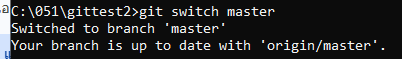 C:\051\gittest2>git switch master
Switched to branch 'master'
Your branch is up to date with 'origin/master'.